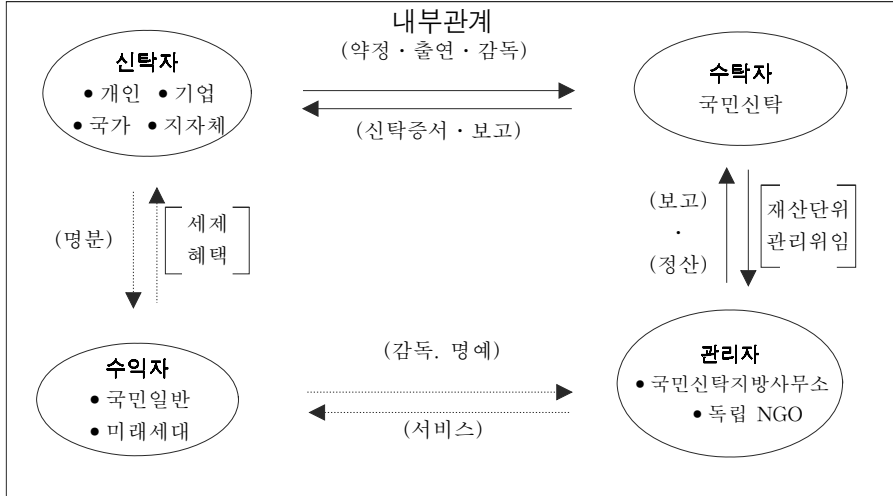 내부관계
(약정 · 출연 · 감독)
신탁자
● 개인 ● 기업
● 국가 ● 지자체
수탁자
국민신탁
(신탁증서 · 보고)
(명분)
세제
혜택
(보고)
·
(정산)
재산단위
관리위임
수익자
● 국민일반
● 미래세대
(감독. 명예)
(서비스)
관리자
● 국민신탁지방사무소
● 독립 NGO